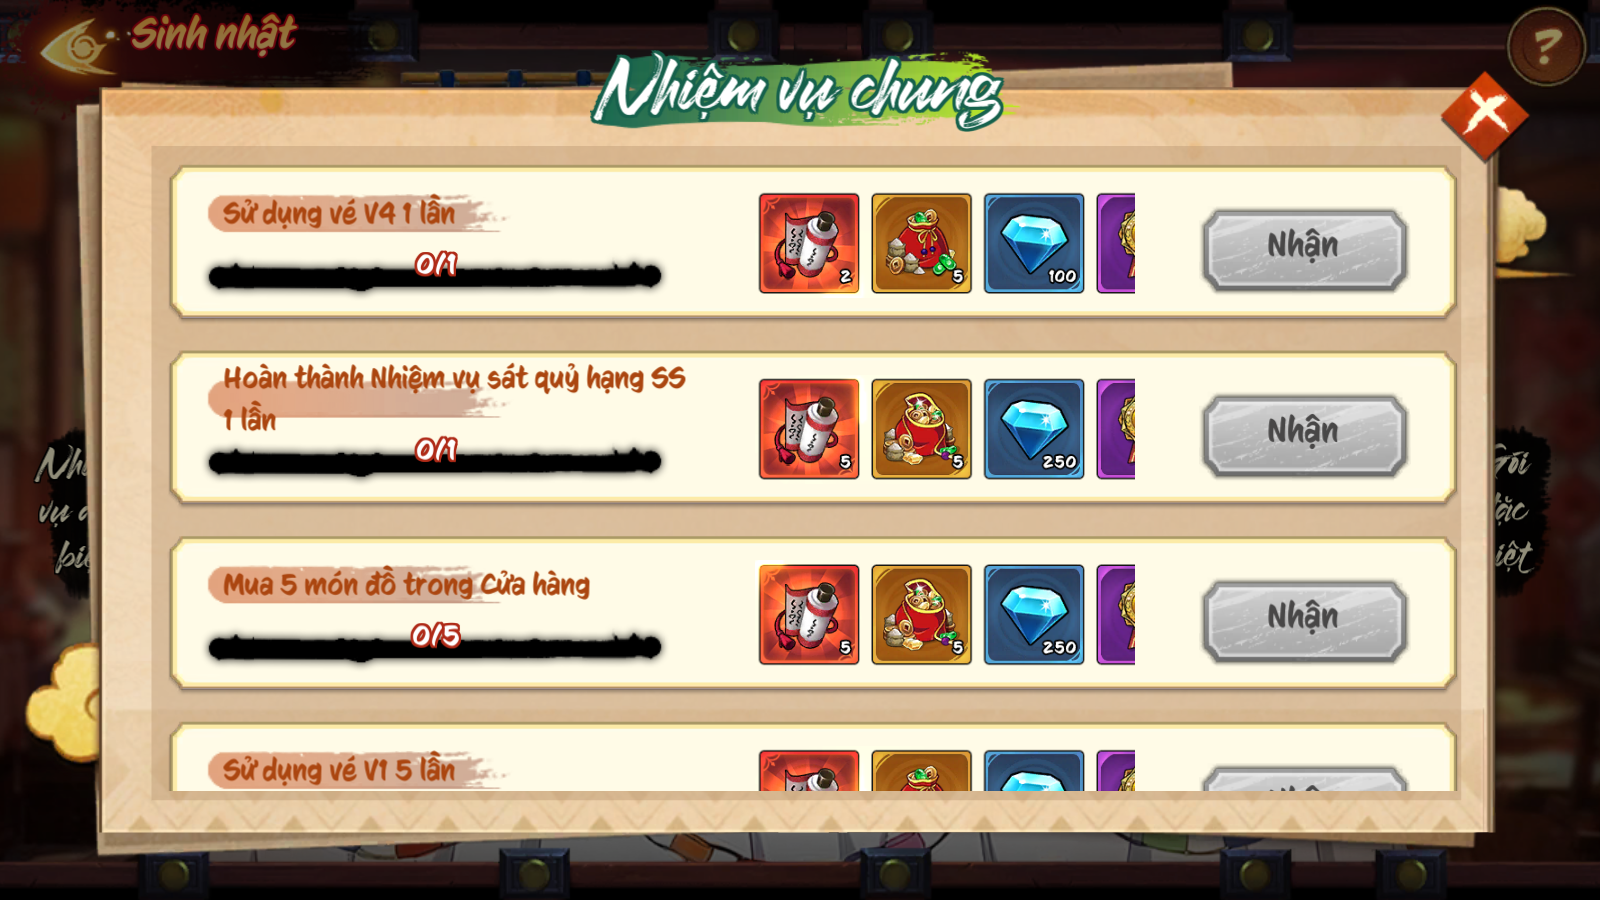 Sinh nhật
?
Nhiệm vụ chung
Sử dụng vé V4 1 lần
0/1
2
5
100
Nhận
Hoàn thành Nhiệm vụ sát quỷ hạng SS
1 lần
0/1
5
5
250
Nhận
Mua 5 món đồ trong Cửa hàng
0/5
5
5
250
Nhận
Sử dụng vé V1 5 lần